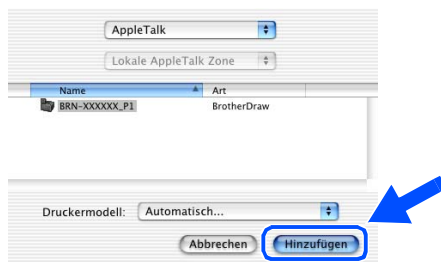 AppleTalk
Lokale AppleTalk Zone
Name Art
BRN-XXXXXX_P1 BrotherDraw
Druckermodell: Automatisch...
Abbrechen Hinzufügen